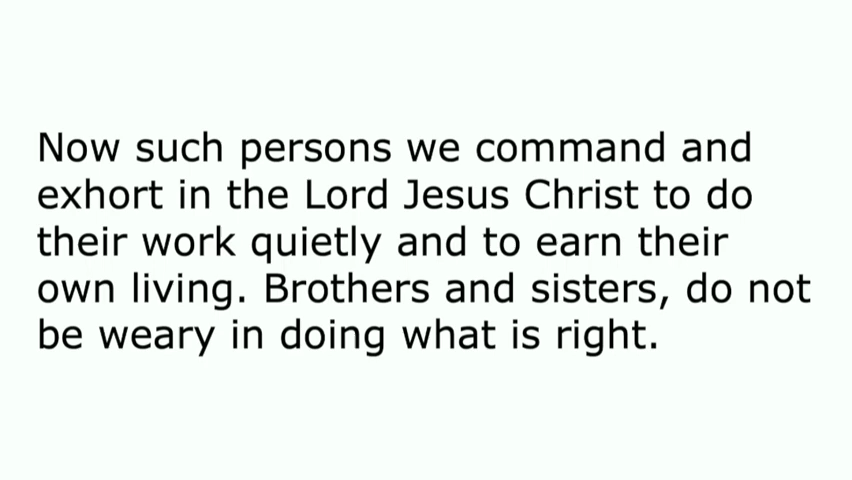 Now such persons we command and
exhort in the Lord Jesus Christ to do
their work quietly and to earn their
own living. Brothers and sisters, do not
be weary in doing what is right.